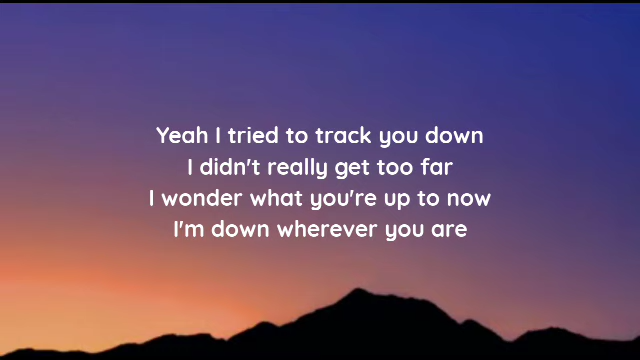 Yeah I tried to track you down
I didn't really get too far
I wonder what you're up to now
I'm down wherever you are